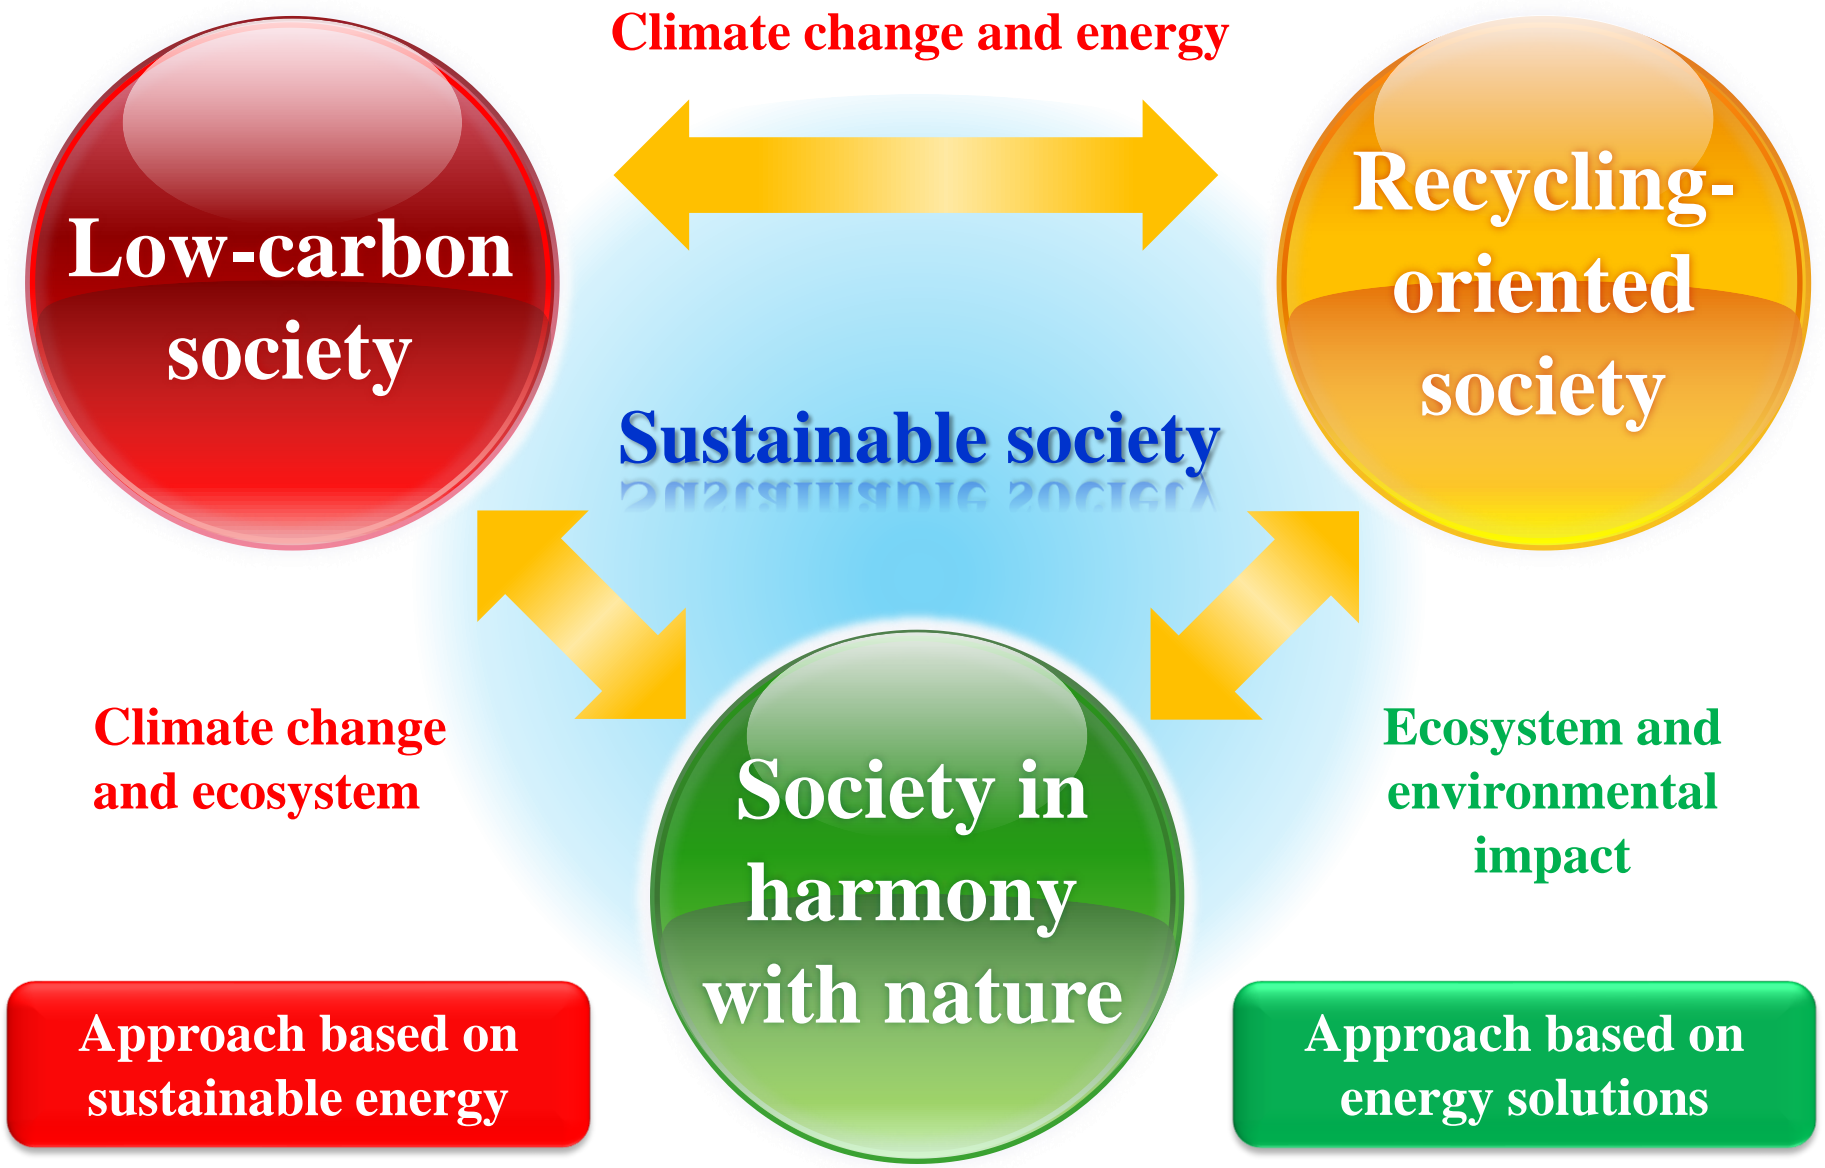 Climate change and energy
Low-carbon
society
Recycling-
oriented
society
Sustainable society
Climate change
and ecosystem
Society in
harmony
with nature
Ecosystem and
environmental
impact
Approach based on
sustainable energy
Approach based on
energy solutions